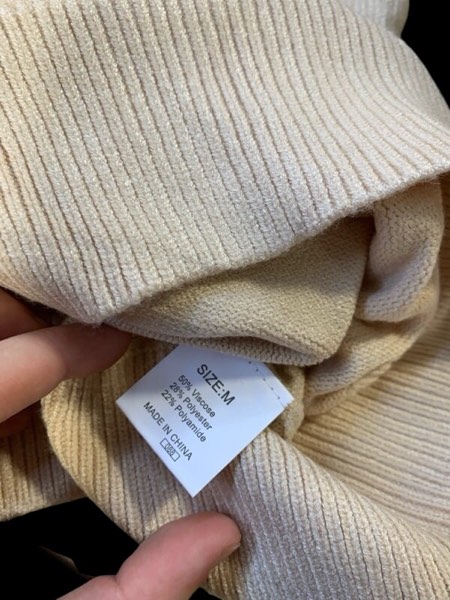 SIZE:M
50% Viscose
28% Polyester
22% Polyamide
MADE IN CHINA